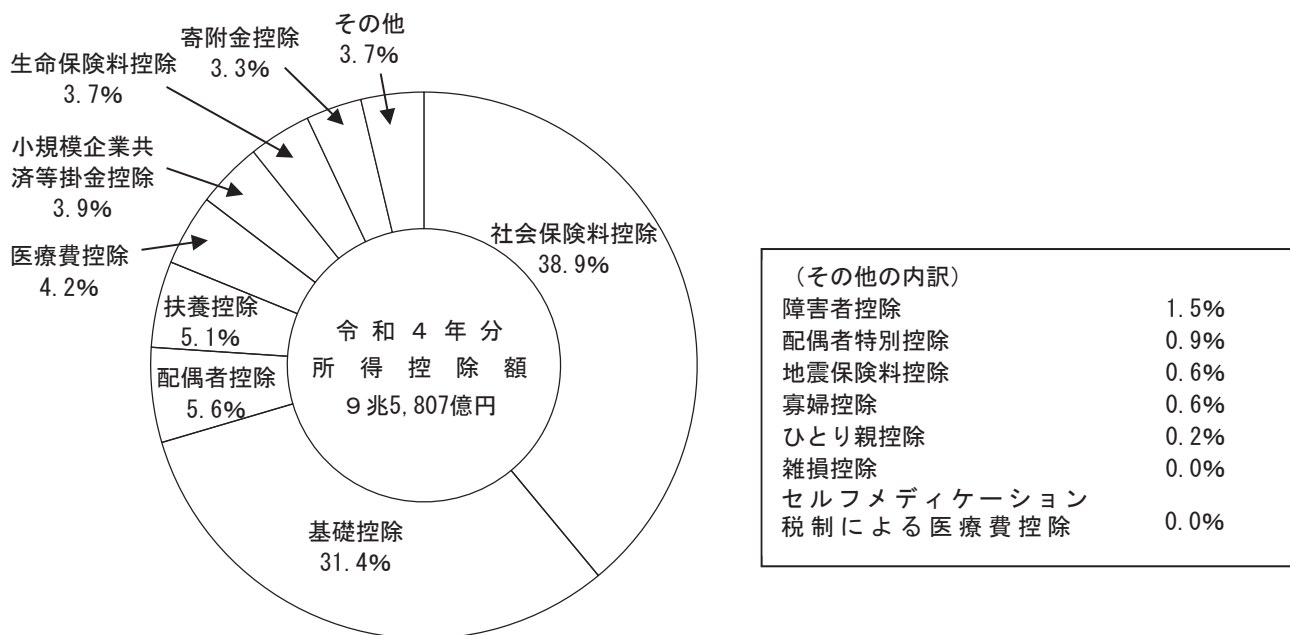 その他
3.7%
寄附金控除
3.3%
生命保険料控除
3.7%
小規模企業共
済等掛金控除
3.9%
医療費控除
4.2%
扶養控除
5.1%
配偶者控除
5.6%
基礎控除
31.4%
社会保険料控除
38.9%
令和4年分
所得控除額
9兆5,807億円
（その他の内訳）
障害者控除 1.5%
配偶者特別控除 0.9%
地震保険料控除 0.6%
寡婦控除 0.6%
ひとり親控除 0.2%
雑損控除 0.0%
セルフメディケーション
税制による医療費控除 0.0%